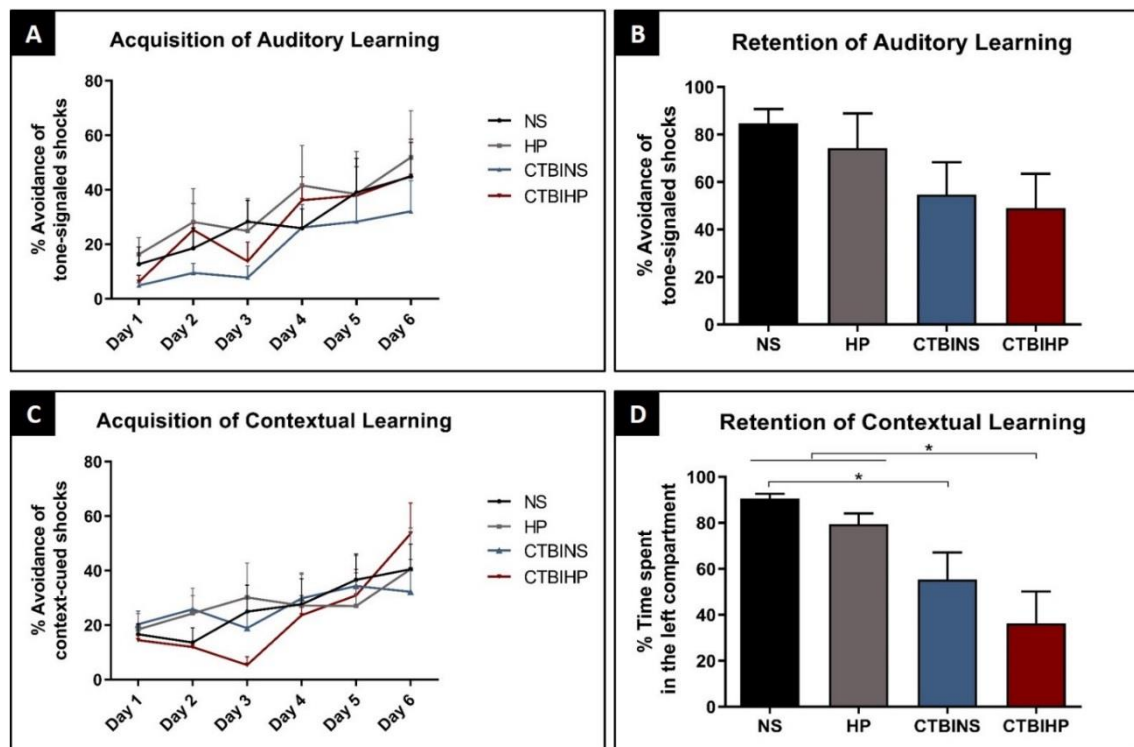 A
Acquisition of Auditory Learning
% Avoidance of
tone-signaled shocks
80
60
40
20
0
Day 1
Day 2
Day 3
Day 4
Day 5
Day 6
NS
HP
CTBINS
CTBIHP
B
Retention of Auditory Learning
% Avoidance of
tone-signaled shocks
100
80
60
40
20
0
NS
HP
CTBINS
CTBIHP
C
Acquisition of Contextual Learning
% Avoidance of
context-cued shocks
80
60
40
20
0
Day 1
Day 2
Day 3
Day 4
Day 5
Day 6
NS
HP
CTBINS
CTBIHP
D
Retention of Contextual Learning
*
*
% Time spent
in the left compartment
100
80
60
40
20
0
NS
HP
CTBINS
CTBIHP